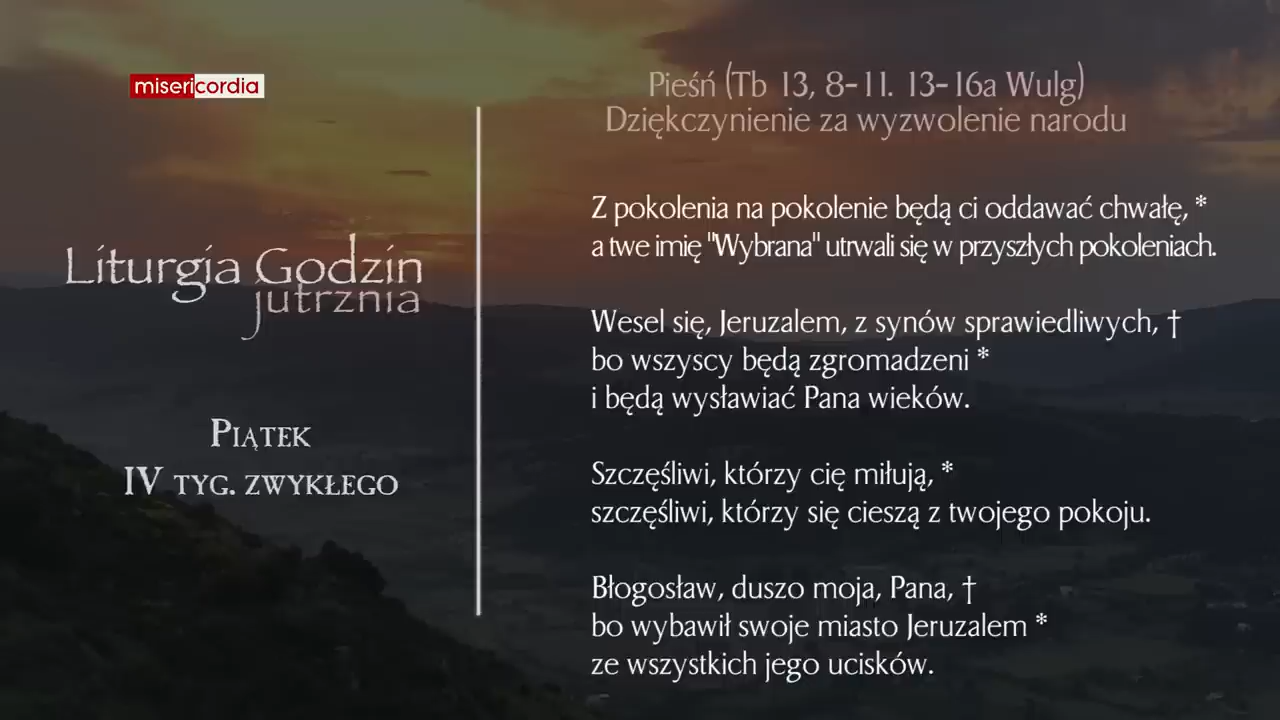 misericordia
Liturgia Godzin
jutrznia
Piątek
IV tyg. zwykłego
Pieśń (Tb 13, 8-11. 13-16a Wulg)
Dziękczynienie za wyzwolenie narodu
Z pokolenia na pokolenie będą ci oddawać chwałę, *
a twe imię "Wybrana" utrwali się w przyszłych pokoleniach.
Wesel się, Jeruzalem, z synów sprawiedliwych, †
bo wszyscy będą zgromadzeni *
i będą wysławiać Pana wieków.
Szczęśliwi, którzy cię miłują, *
szczęśliwi, którzy się cieszą z twojego pokoju.
Błogosław, duszo moja, Pana, †
bo wybawił swoje miasto Jeruzalem *
ze wszystkich jego ucisków.